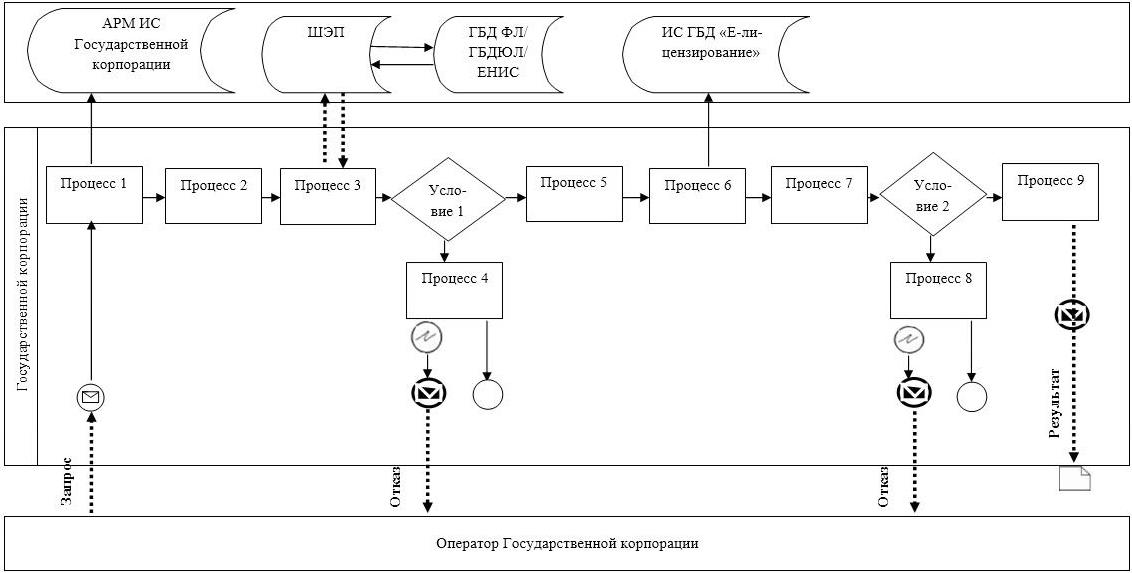 АРМ ИС
Государственной
корпорации
ШЭП
ГБД ФЛ/
ГБДЮЛ/
ЕНИС
ИС ГБД «Е-ли-
цензирование»
Государственной корпорации
Процесс 1
Процесс 2
Процесс 3
Усло-
вие 1
Процесс 5
Процесс 6
Процесс 7
Усло-
вие 2
Процесс 9
Процесс 4
Процесс 8
Запрос
Отказ
Отказ
Результат
Оператор Государственной корпорации